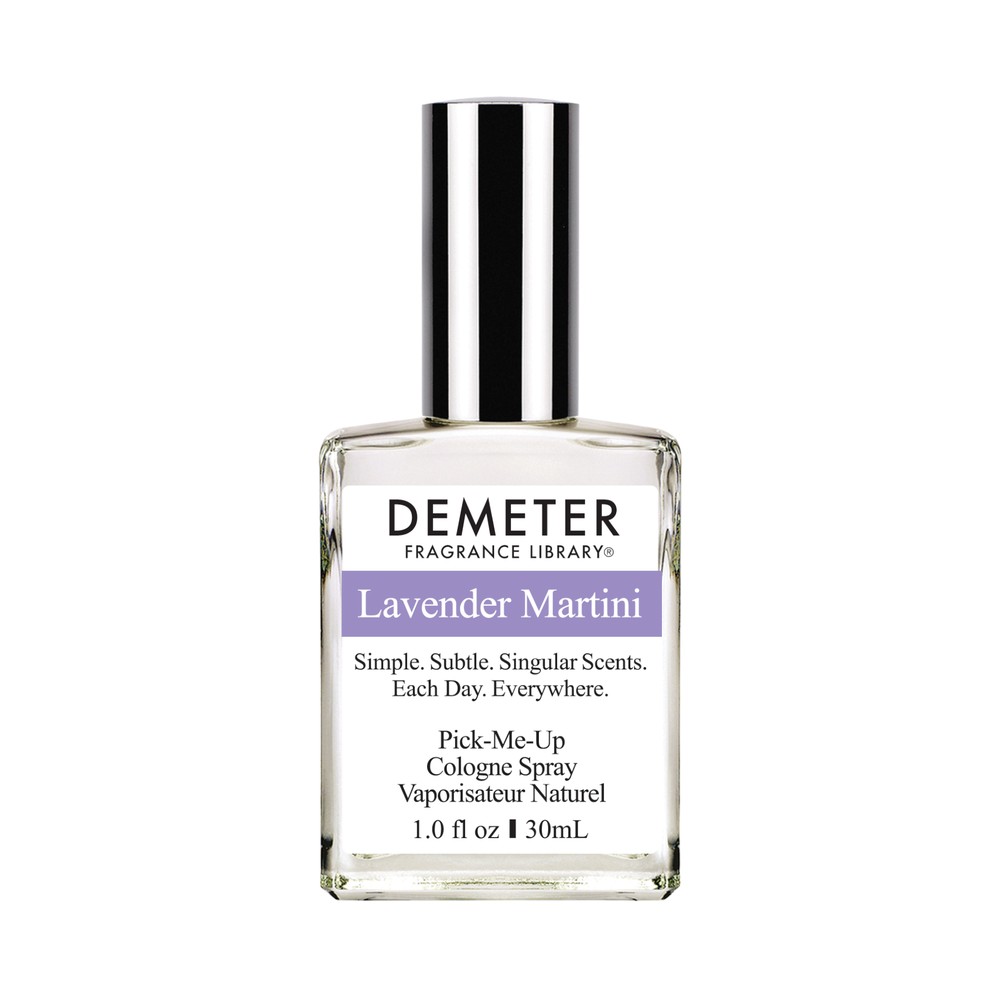 DEMETER
FRAGRANCE LIBRARY®
Lavender Martini
Simple. Subtle. Singular Scents.
Each Day. Everywhere.
Pick-Me-Up
Cologne Spray
Vaporisateur Naturel
1.0 fl oz ▌ 30mL